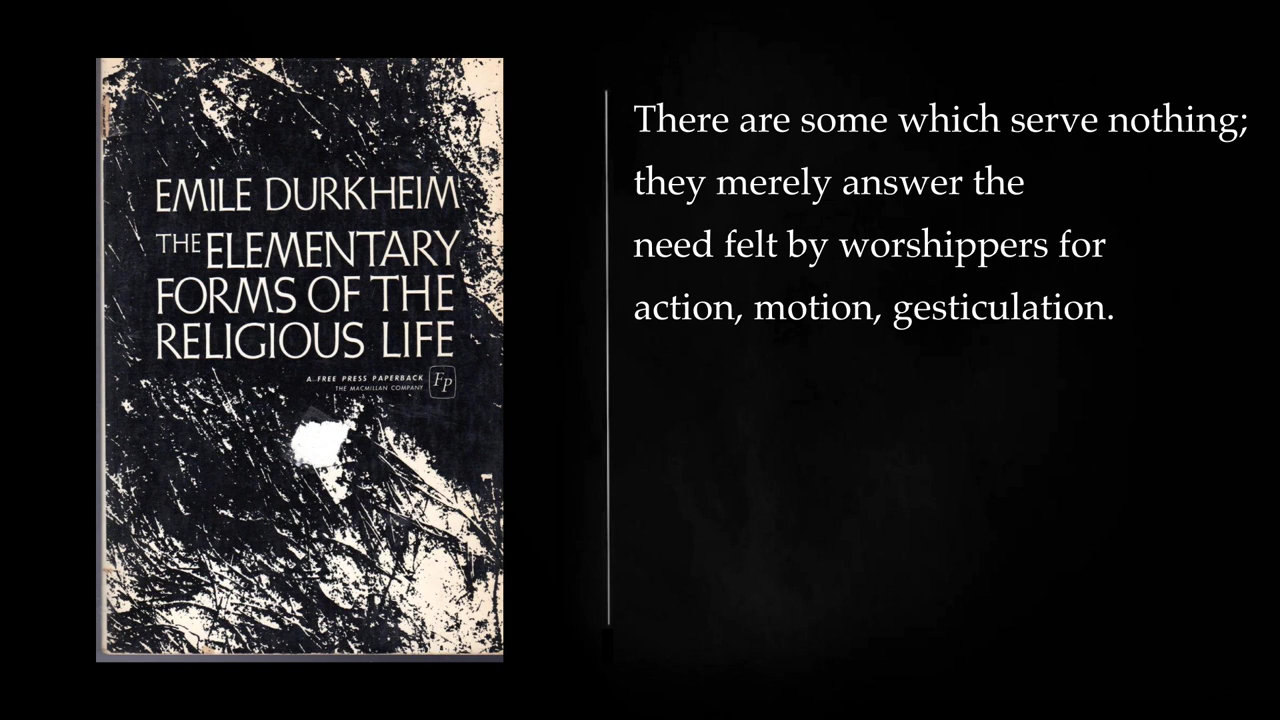 EMILE DURKHEIM
THE ELEMENTARY
FORMS OF THE
RELIGIOUS LIFE
A FREE PRESS PAPERBACK
THE MACMILLAN COMPANY
Fp
There are some which serve nothing;
they merely answer the
need felt by worshippers for
action, motion, gesticulation.